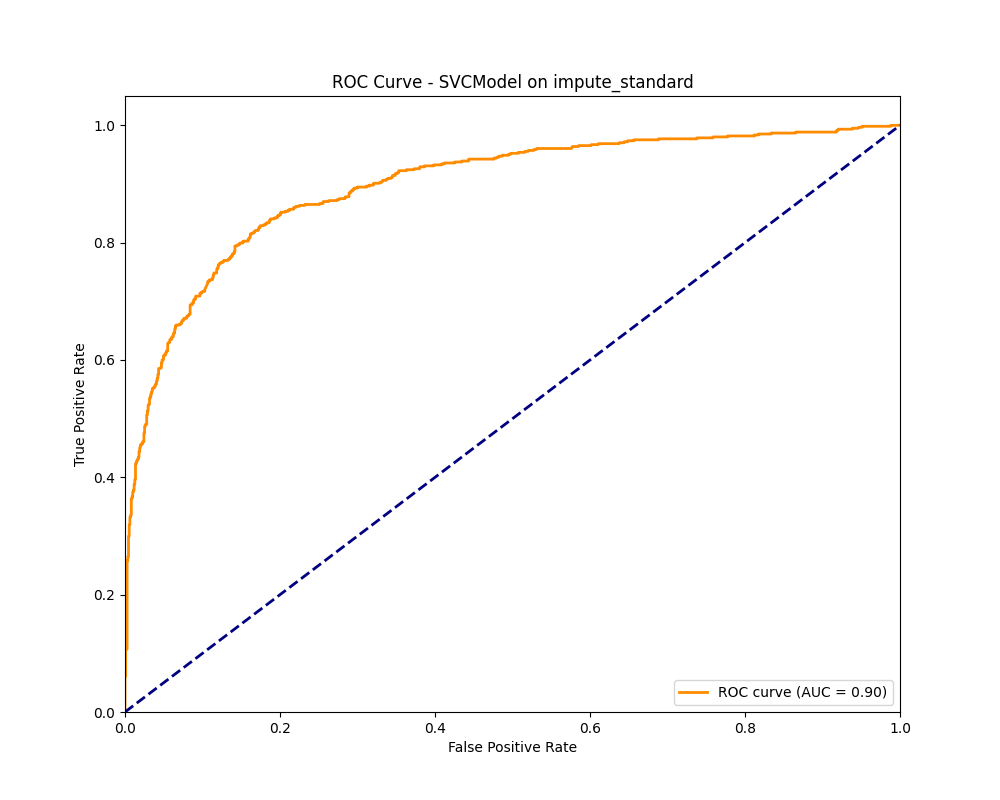 ROC Curve - SVCModel on impute_standard
1.0
0.8
0.6
0.4
0.2
0.0
True Positive Rate
0.0 0.2 0.4 0.6 0.8 1.0
False Positive Rate
ROC curve (AUC = 0.90)